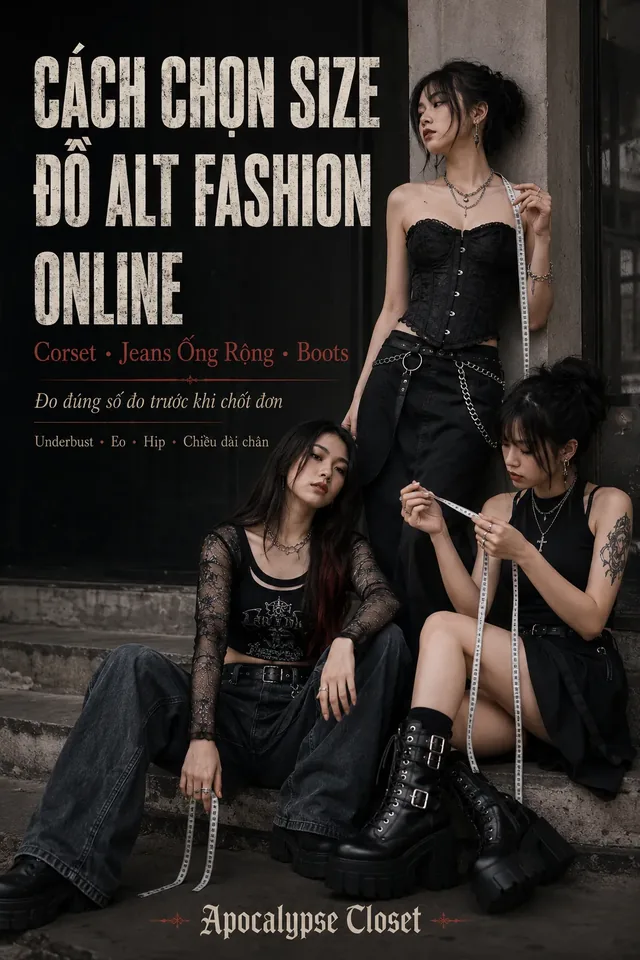 CÁCH CHỌN SIZE
ĐỒ ALT FASHION
ONLINE
Corset • Jeans Ống Rộng • Boots
Đo đúng số đo trước khi chốt đơn
Underbust • Eo • Hip • Chiều dài chân
Apocalypse Closet